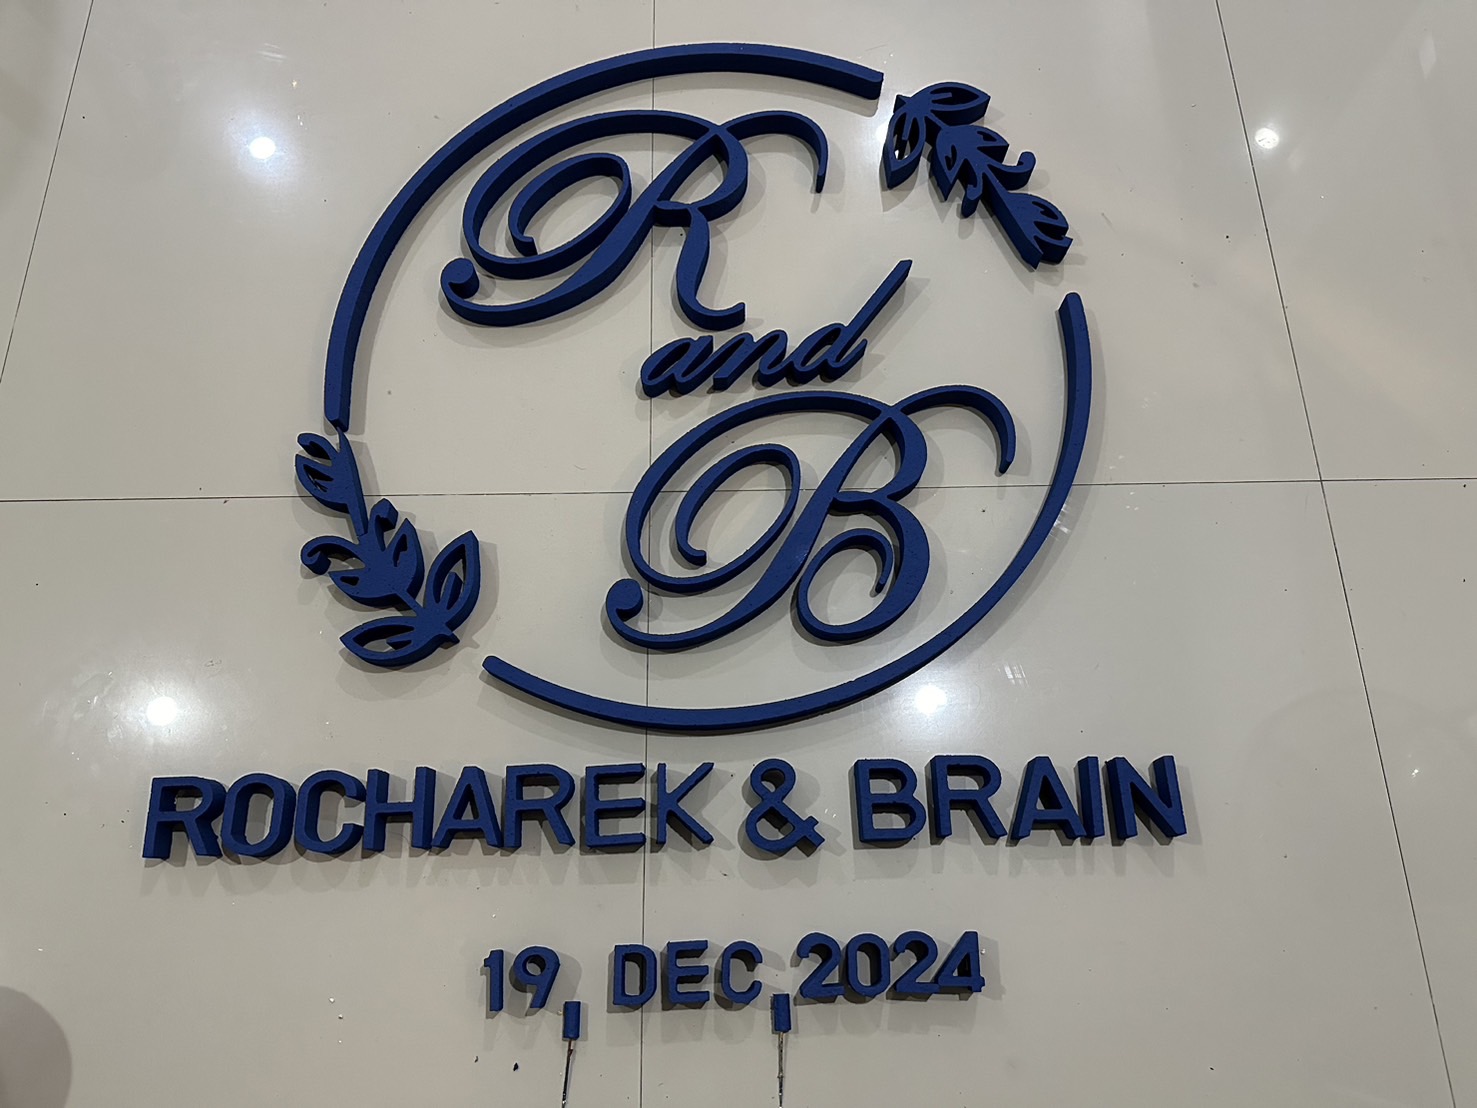 R
and
B
ROCHAREK & BRAIN
19, DEC, 2024